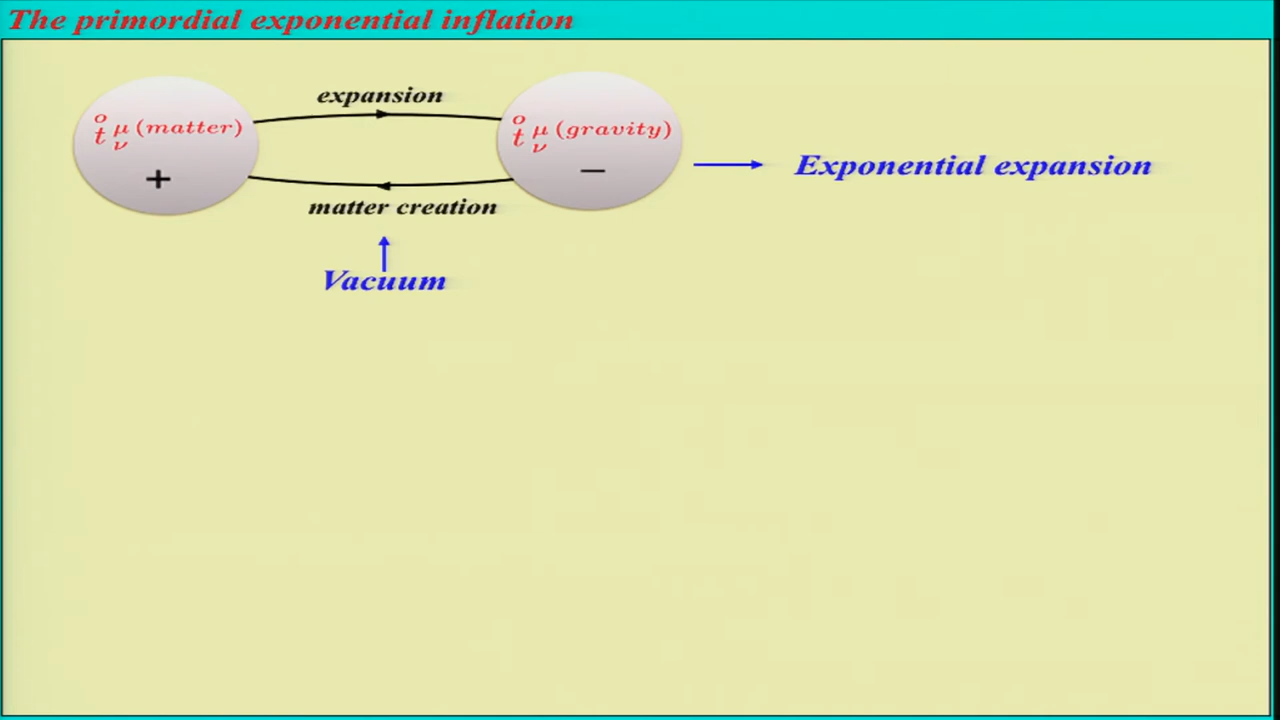 The primordial exponential inflation
expansion
o
t μ ν (matter)
+
o
t μ ν (gravity)
−
Exponential expansion
matter creation
Vacuum